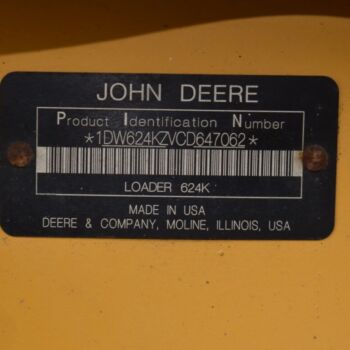 JOHN DEERE
Product Identification Number
*1DW624KZVCD647062*
LOADER 624K
MADE IN USA
DEERE & COMPANY, MOLINE, ILLINOIS, USA